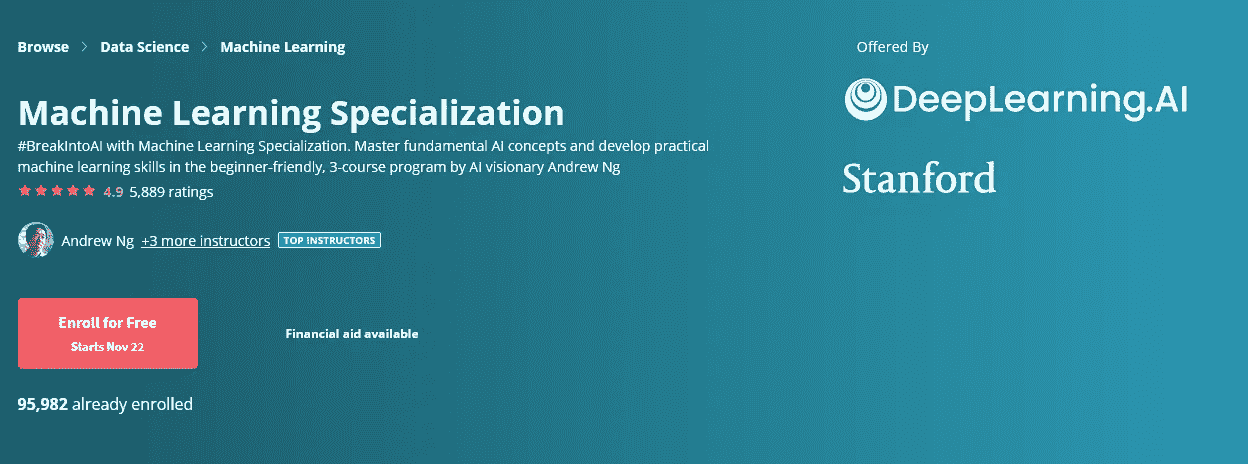 Browse > Data Science > Machine Learning
Offered By
DeepLearning.AI
Stanford
Machine Learning Specialization
#BreakIntoAI with Machine Learning Specialization. Master fundamental AI concepts and develop practical
machine learning skills in the beginner-friendly, 3-course program by AI visionary Andrew Ng
4.9 5,889 ratings
Andrew Ng +3 more instructors TOP INSTRUCTORS
Enroll for Free
Starts Nov 22
Financial aid available
95,982 already enrolled